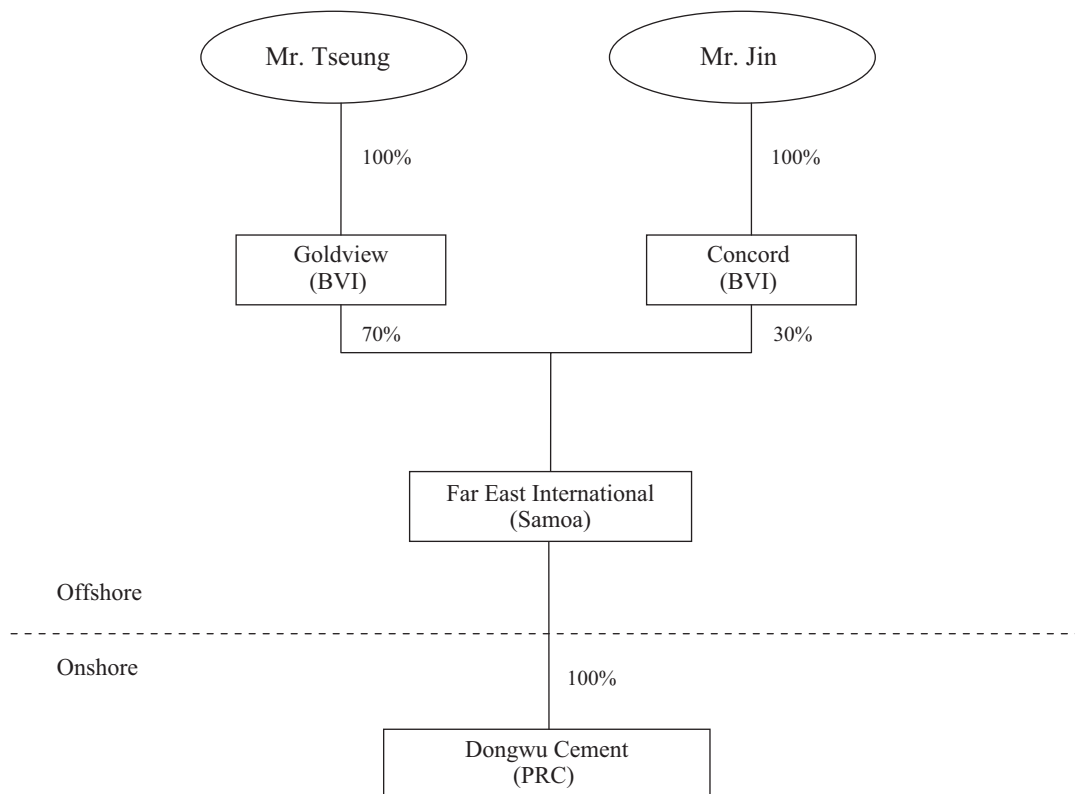 Mr. Tseung
Mr. Jin
100%
100%
Goldview
(BVI)
Concord
(BVI)
70%
30%
Far East International
(Samoa)
Offshore
Onshore
100%
Dongwu Cement
(PRC)